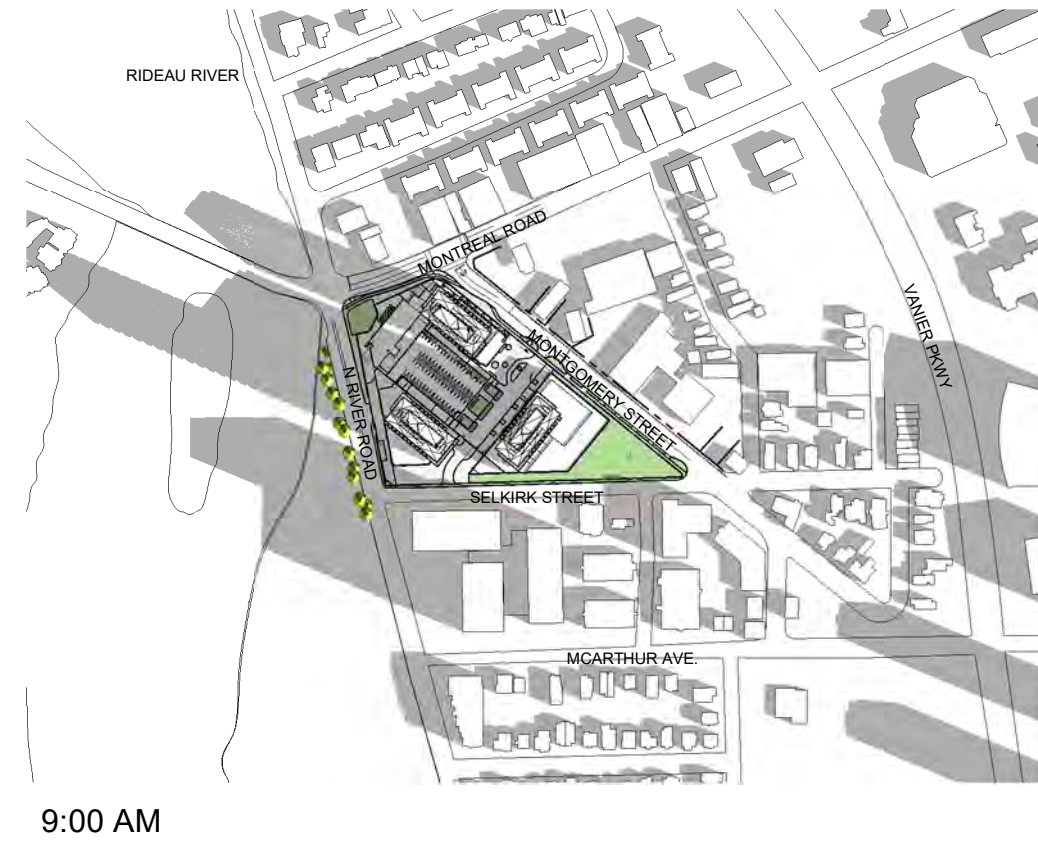 RIDEAU RIVER
MONTREAL ROAD
VANIER PKWY
MONTGOMERY STREET
N RIVER ROAD
SELKIRK STREET
MCARTHUR AVE.
9:00 AM